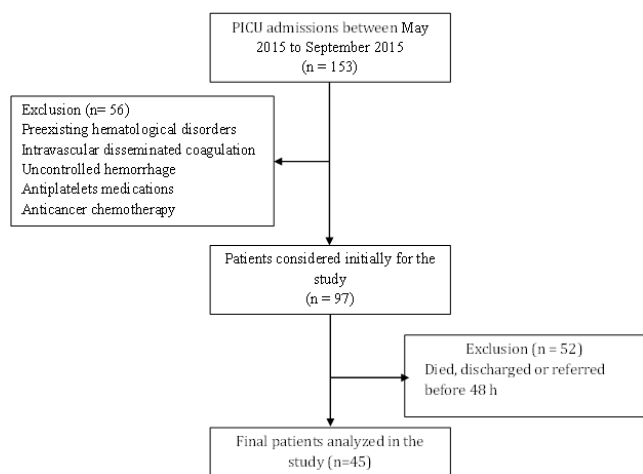 PICU admissions between May
2015 to September 2015
(n = 153)
Exclusion (n= 56)
Preexisting hematological disorders
Intravascular disseminated coagulation
Uncontrolled hemorrhage
Antiplatelets medications
Anticancer chemotherapy
Patients considered initially for the
study
(n = 97)
Exclusion (n = 52)
Died, discharged or referred
before 48 h
Final patients analyzed in the
study (n=45)